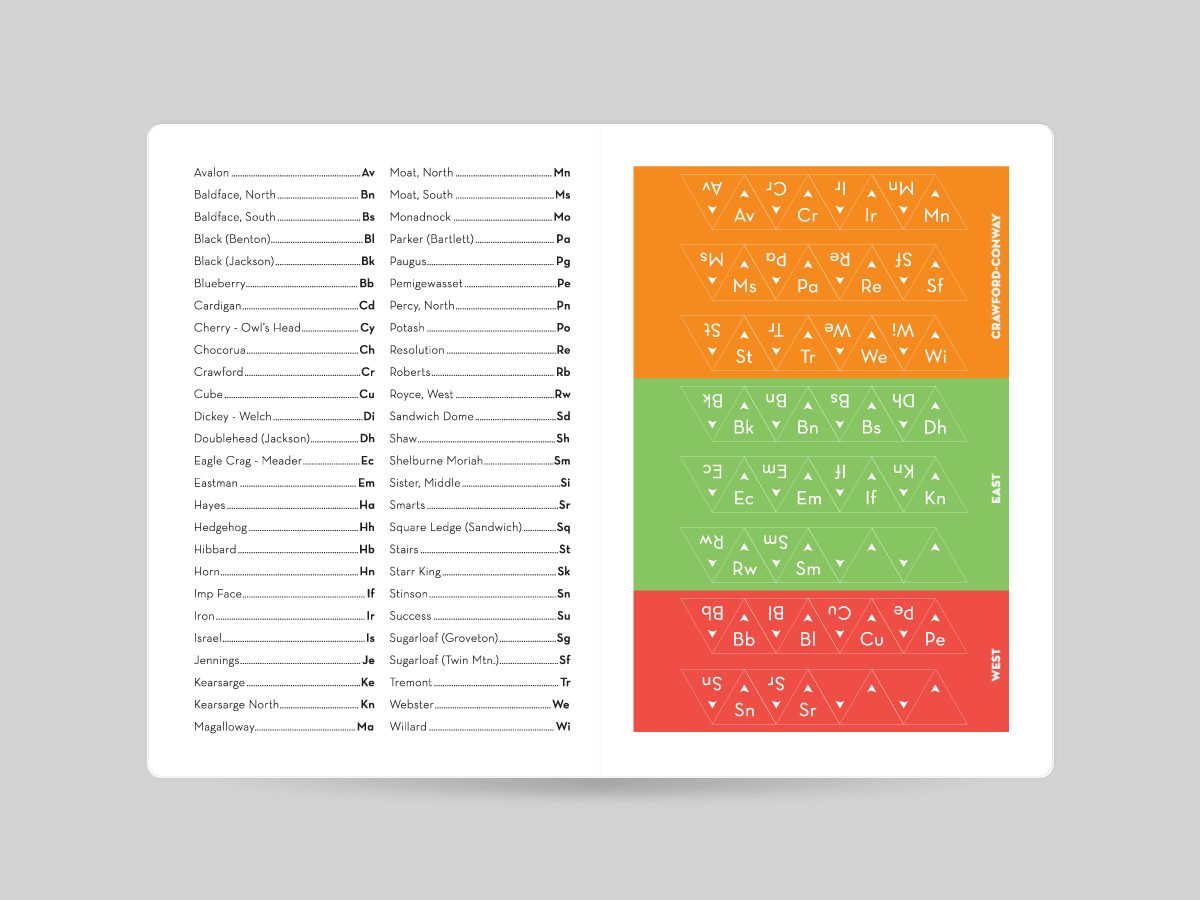 Avalon Av
Baldface, North Bn
Baldface, South Bs
Black (Benton) Bl
Black (Jackson) Bk
Blueberry Bb
Cardigan Cd
Cherry - Owl's Head Cy
Chocorua Ch
Crawford Cr
Cube Cu
Dickey - Welch Di
Doublehead (Jackson) Dh
Eagle Crag - Meader Ec
Eastman Em
Hayes Ha
Hedgehog Hh
Hibbard Hb
Horn Hn
Imp Face If
Iron Ir
Israel Is
Jennings Je
Kearsarge Ke
Kearsarge North Kn
Magalloway Ma
Moat, North Mn
Moat, South Ms
Monadnock Mo
Parker (Bartlett) Pa
Paugus Pg
Pemigewasset Pe
Percy, North Pn
Potash Po
Resolution Re
Roberts Rb
Royce, West Rw
Sandwich Dome Sd
Shaw Sh
Shelburne Moriah Sm
Sister, Middle Si
Smarts Sr
Square Ledge (Sandwich) Sq
Stairs St
Starr King Sk
Stinson Sn
Success Su
Sugarloaf (Groveton) Sg
Sugarloaf (Twin Mtn.) Sf
Tremont Tr
Webster We
Willard Wi
Av Cr Ir Mn
Av Cr Ir Mn
Ms Pa Re Sf
Ms Pa Re Sf
St Tr We Wi
St Tr We Wi
CRAWFORD-CONWAY
Bk Bn Bs Dh
Bk Bn Bs Dh
Ec Em If Kn
Ec Em If Kn
Rw Sm
Rw Sm
EAST
Bb Bl Cu Pe
Bb Bl Cu Pe
Sn Sr
Sn Sr
WEST